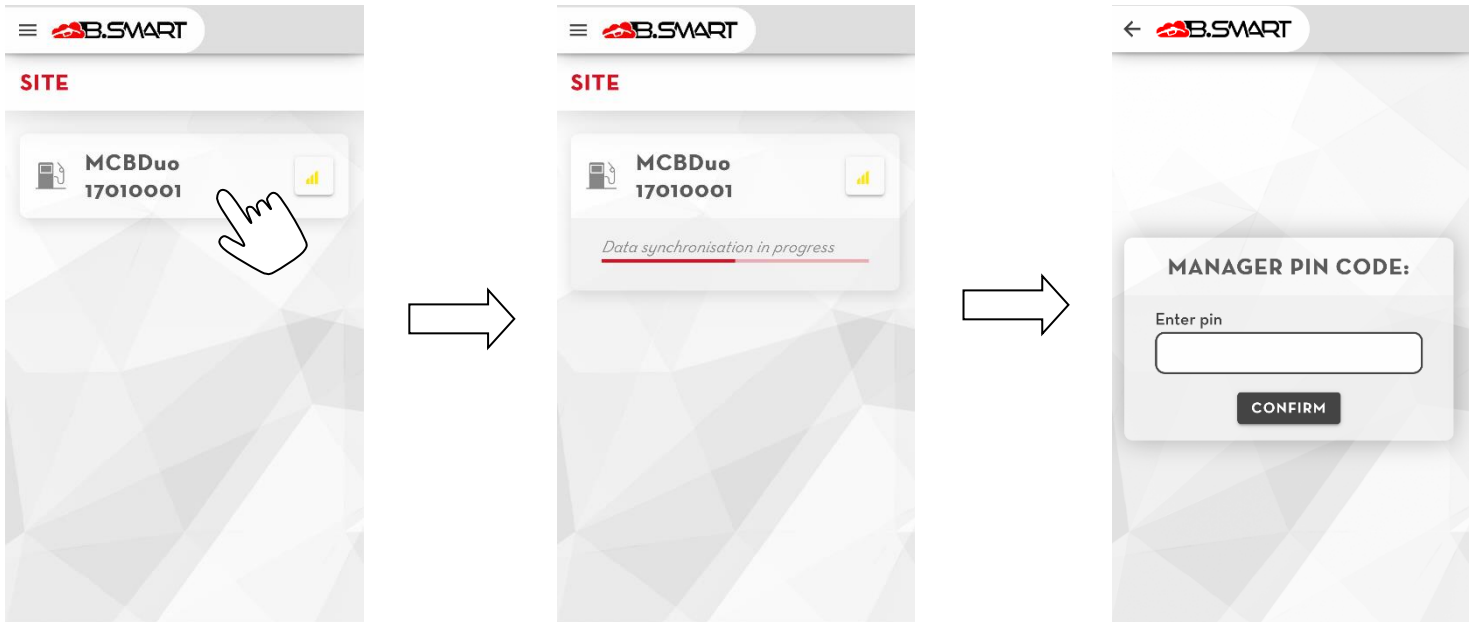 B.SMART
SITE
MCBDuo
17010001
B.SMART
SITE
MCBDuo
17010001
Data synchronisation in progress
B.SMART
MANAGER PIN CODE:
Enter pin
CONFIRM